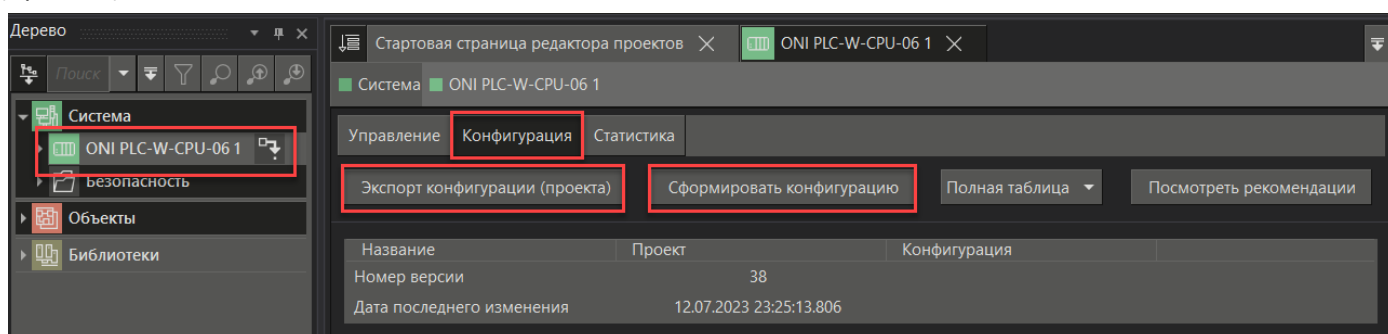 Дерево
Стартовая страница редактора проектов
ONI PLC-W-CPU-06 1
Поиск
Система ONI PLC-W-CPU-06 1
Система
ONI PLC-W-CPU-06 1
Безопасность
Объекты
Библиотеки
Управление Конфигурация Статистика
Экспорт конфигурации (проекта) Сформировать конфигурацию Полная таблица Посмотреть рекомендации
Название Проект Конфигурация
Номер версии 38
Дата последнего изменения 12.07.2023 23:25:13.806